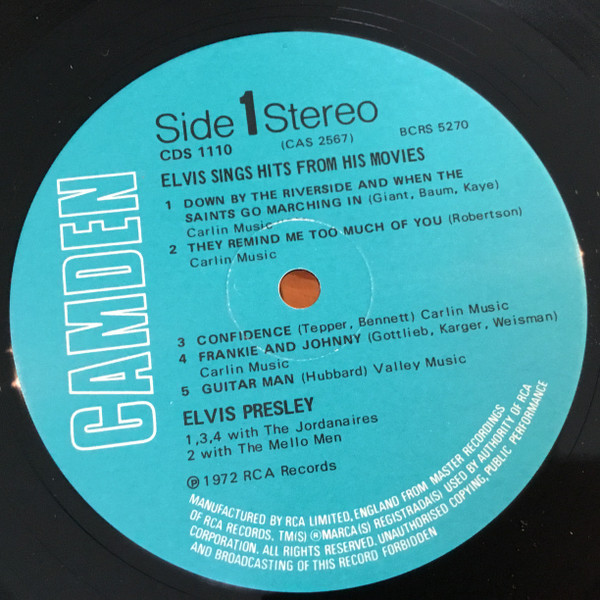 CAMDEN
Side 1 Stereo
CDS 1110 (CAS 2567) BCRS 5270
ELVIS SINGS HITS FROM HIS MOVIES
1 DOWN BY THE RIVERSIDE AND WHEN THE
SAINTS GO MARCHING IN (Giant, Baum, Kaye)
Carlin Music
2 THEY REMIND ME TOO MUCH OF YOU (Robertson)
Carlin Music
3 CONFIDENCE (Tepper, Bennett) Carlin Music
4 FRANKIE AND JOHNNY (Gottlieb, Karger, Weisman)
Carlin Music
5 GUITAR MAN (Hubbard) Valley Music
ELVIS PRESLEY
1,3,4 with The Jordanaires
2 with The Mello Men
℗ 1972 RCA Records
MANUFACTURED BY RCA LIMITED, ENGLAND FROM MASTER RECORDINGS
OF RCA RECORDS. TM(S) ® MARCA(S) REGISTRADA(S) USED BY AUTHORITY OF RCA
CORPORATION. ALL RIGHTS RESERVED. UNAUTHORISED COPYING, PUBLIC PERFORMANCE
AND BROADCASTING OF THIS RECORD FORBIDDEN